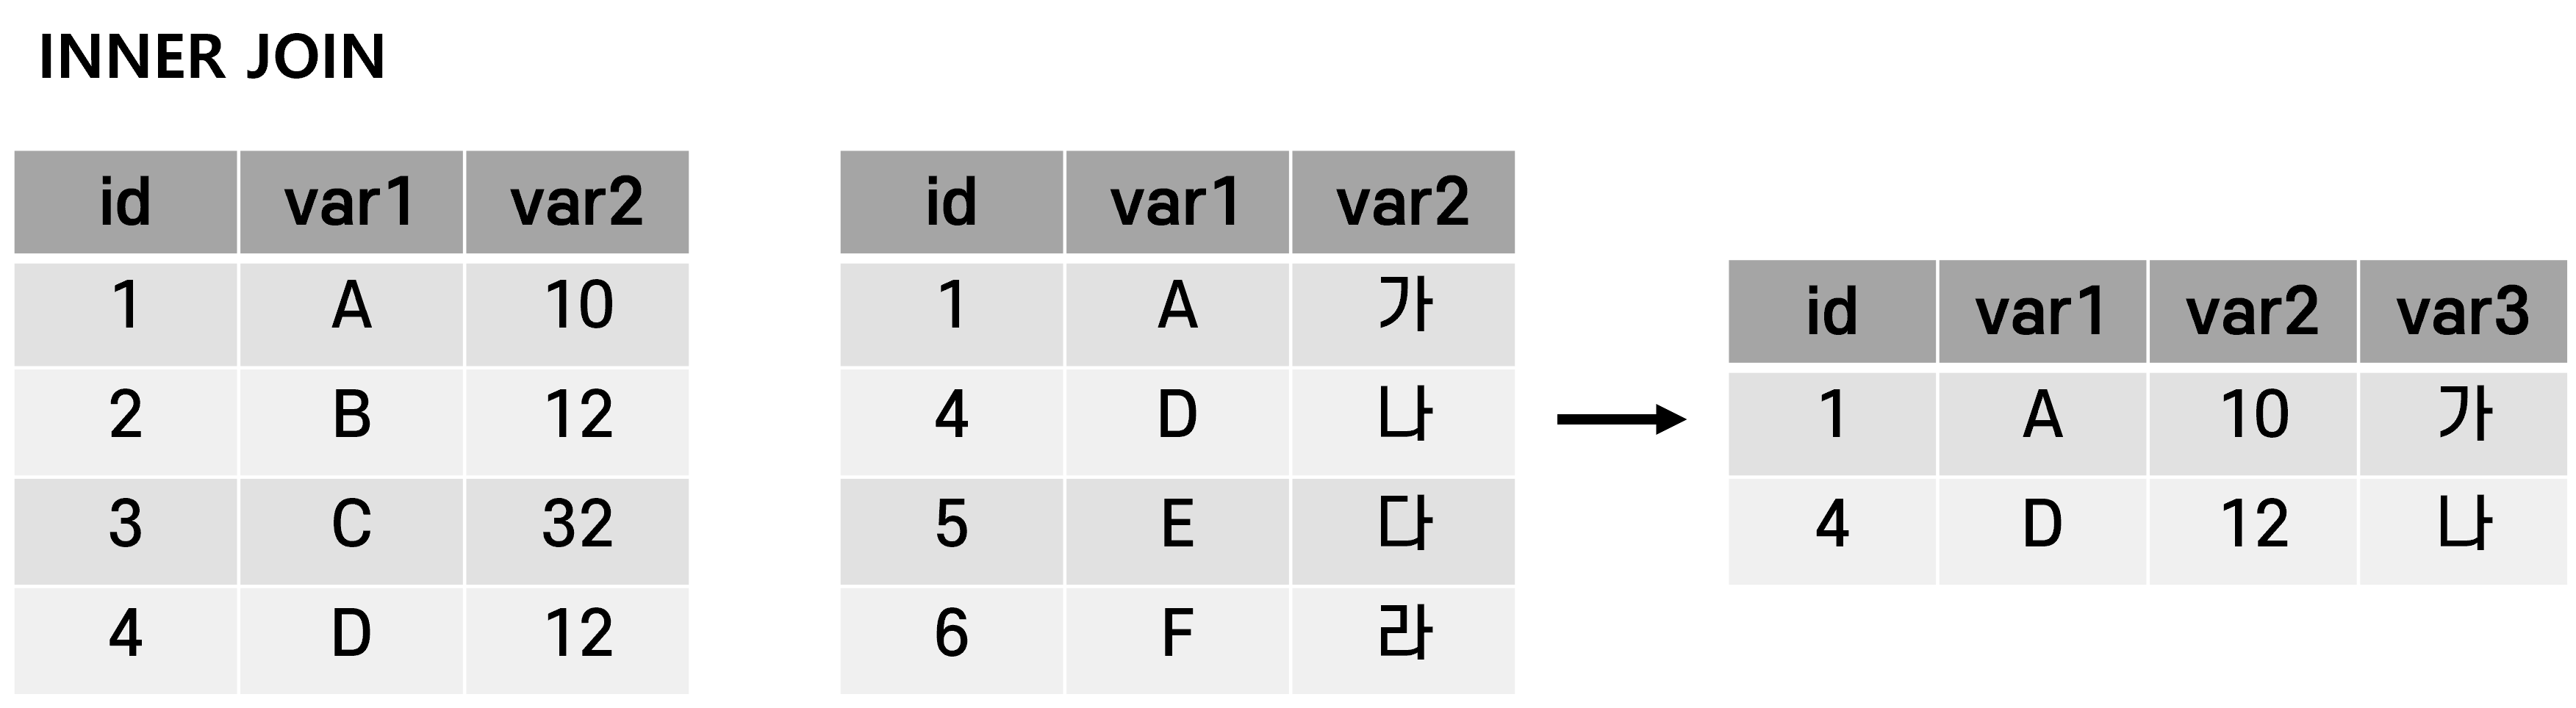 INNER JOIN
id var1 var2
1 A 10
2 B 12
3 C 32
4 D 12
id var1 var2
1 A 가
4 D 나
5 E 다
6 F 라
id var1 var2 var3
1 A 10 가
4 D 12 나